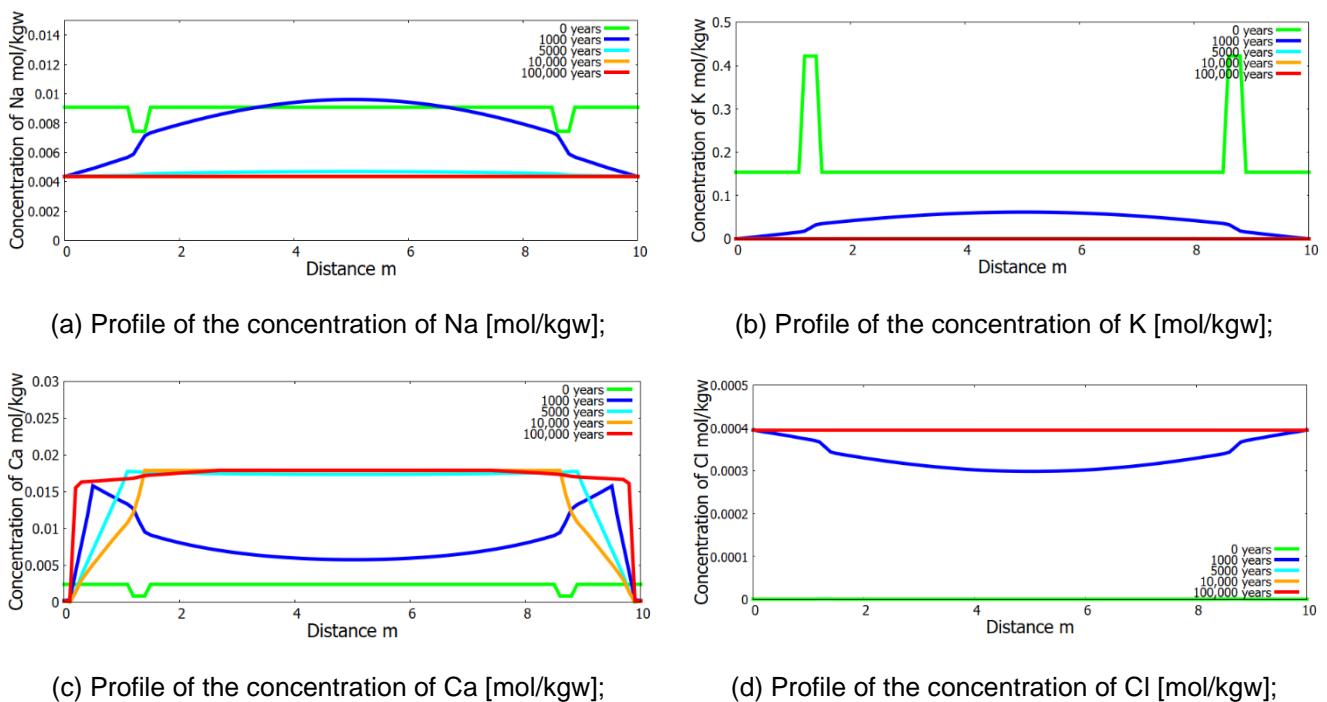 Concentration of Na mol/kgw
0.014
0.012
0.01
0.008
0.006
0.004
0.002
0
0 years
1000 years
5000 years
10,000 years
100,000 years
0 2 4 6 8 10
Distance m
Concentration of K mol/kgw
0.5
0.4
0.3
0.2
0.1
0
0 years
1000 years
5000 years
10,000 years
100,000 years
0 2 4 6 8 10
Distance m
(a) Profile of the concentration of Na [mol/kgw];
(b) Profile of the concentration of K [mol/kgw];
Concentration of Ca mol/kgw
0.03
0.025
0.02
0.015
0.01
0.005
0
0 years
1000 years
5000 years
10,000 years
100,000 years
0 2 4 6 8 10
Distance m
Concentration of Cl mol/kgw
0.0005
0.0004
0.0003
0.0002
0.0001
0
0 years
1000 years
5000 years
10,000 years
100,000 years
0 2 4 6 8 10
Distance m
(c) Profile of the concentration of Ca [mol/kgw];
(d) Profile of the concentration of Cl [mol/kgw];